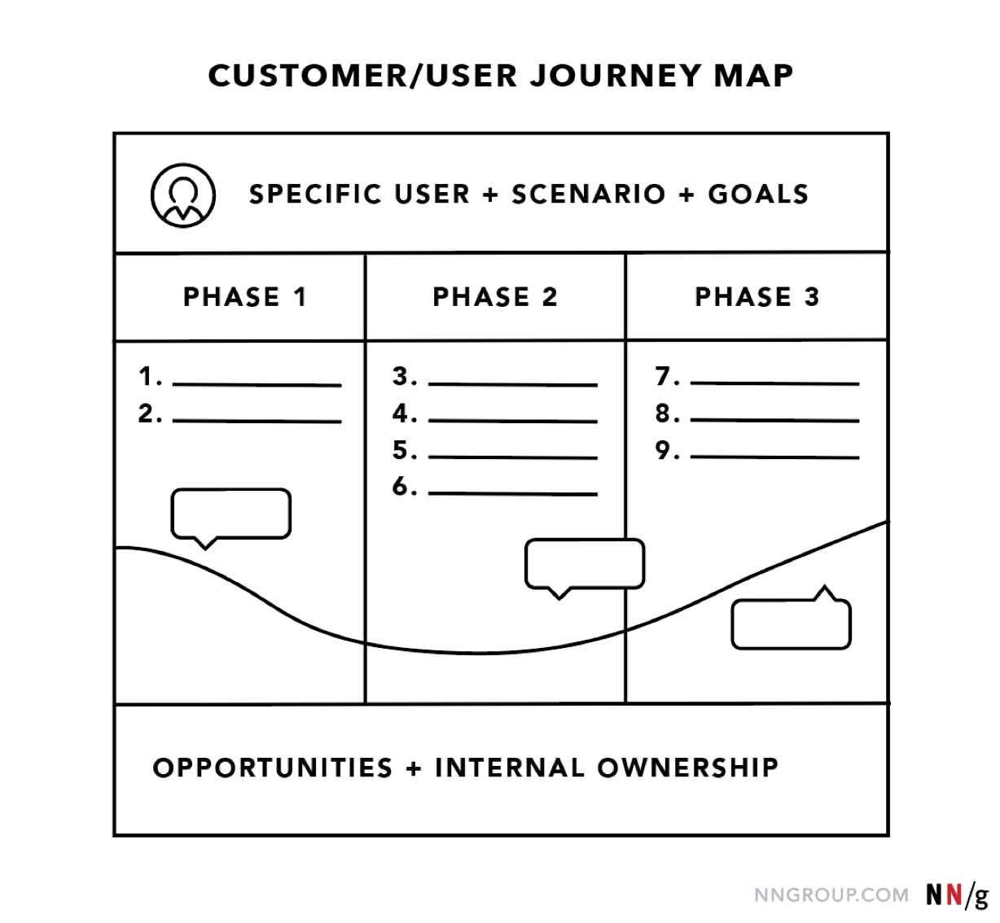 CUSTOMER/USER JOURNEY MAP
SPECIFIC USER + SCENARIO + GOALS
PHASE 1
PHASE 2
PHASE 3
1.
2.
3.
4.
5.
6.
7.
8.
9.
OPPORTUNITIES + INTERNAL OWNERSHIP
NNGROUP.COM NN/g